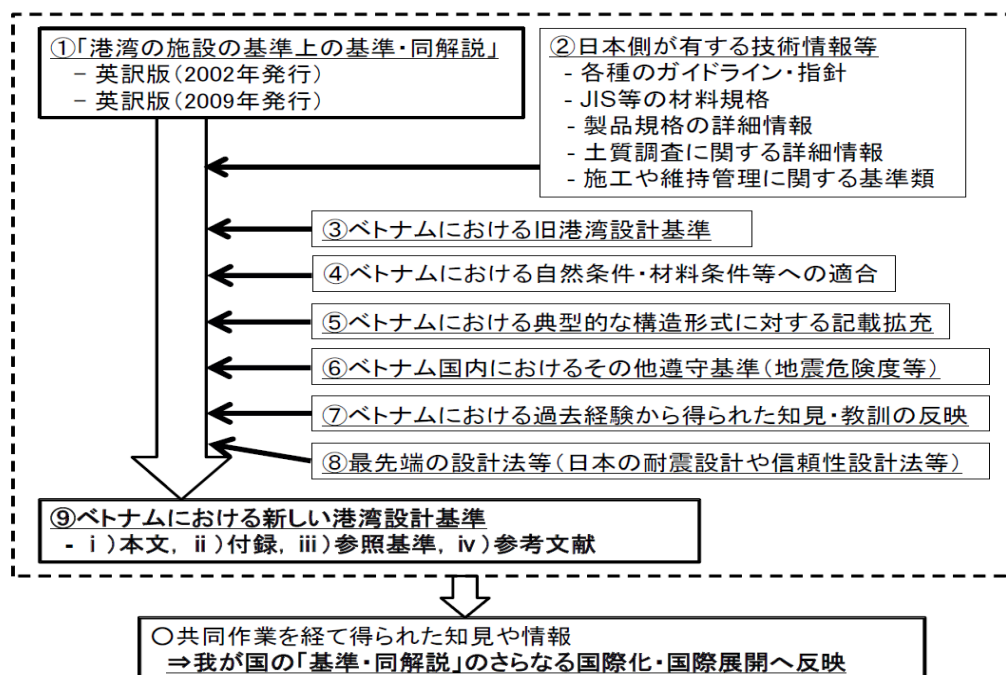 ①「港湾の施設の基準上の基準・同解説」
－ 英訳版（2002年発行）
－ 英訳版（2009年発行）
②日本側が有する技術情報等
- 各種のガイドライン・指針
- JIS等の材料規格
- 製品規格の詳細情報
- 土質調査に関する詳細情報
- 施工や維持管理に関する基準類
③ベトナムにおける旧港湾設計基準
④ベトナムにおける自然条件・材料条件等への適合
⑤ベトナムにおける典型的な構造形式に対する記載拡充
⑥ベトナム国内におけるその他遵守基準（地震危険度等）
⑦ベトナムにおける過去経験から得られた知見・教訓の反映
⑧最先端の設計法等（日本の耐震設計や信頼性設計法等）
⑨ベトナムにおける新しい港湾設計基準
- ⅰ）本文，ⅱ）付録，ⅲ）参照基準，ⅳ）参考文献
○共同作業を経て得られた知見や情報
⇒我が国の「基準・同解説」のさらなる国際化・国際展開へ反映